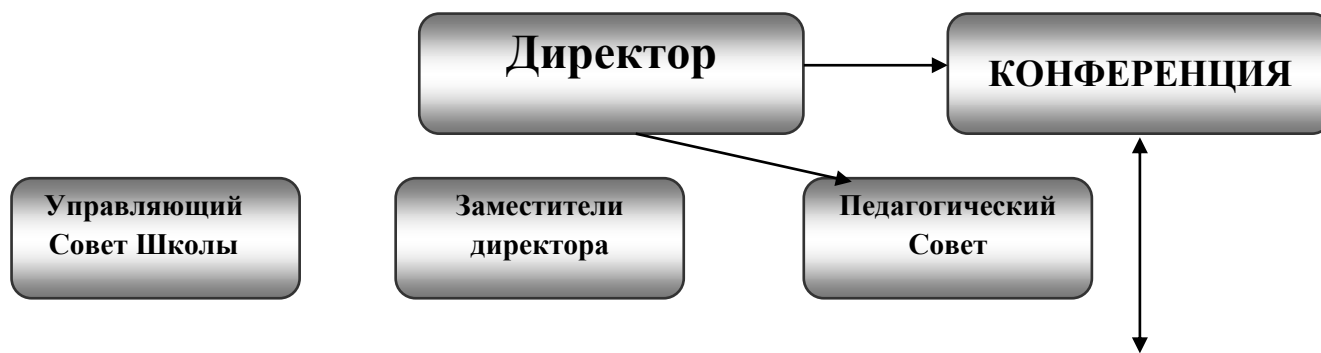 Директор
КОНФЕРЕНЦИЯ
Управляющий
Совет Школы
Заместители
директора
Педагогический
Совет